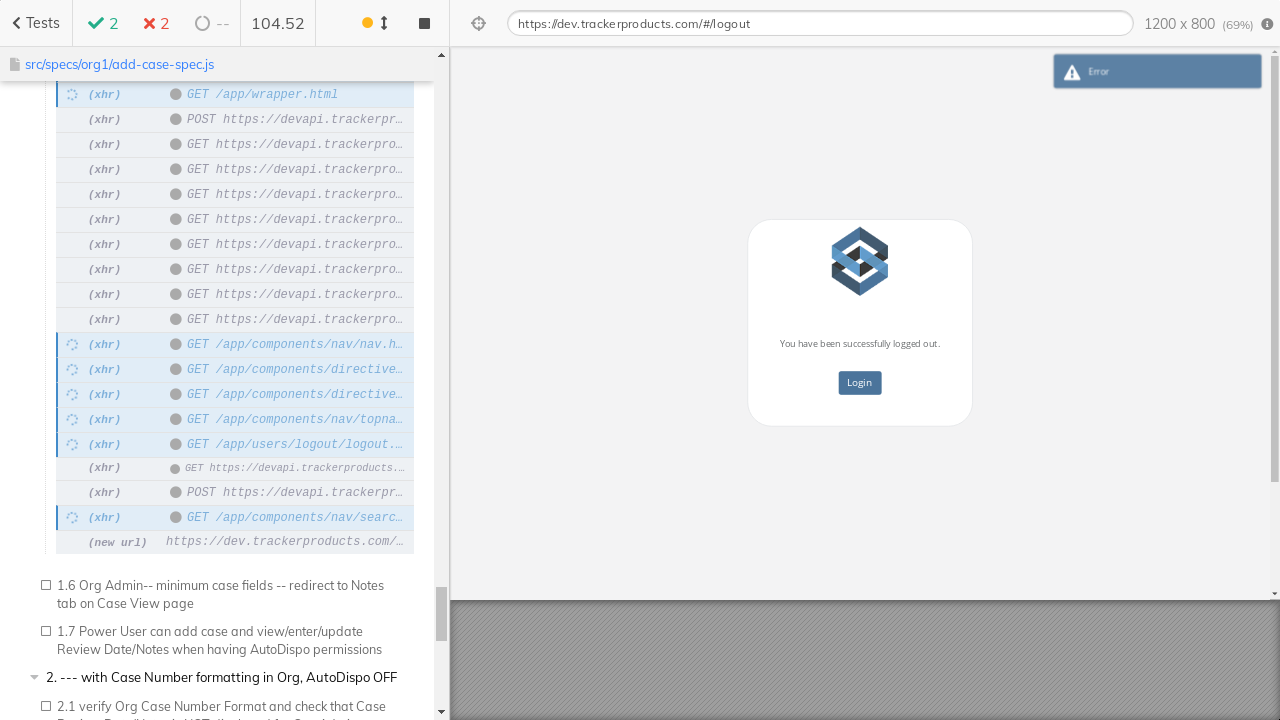 Tests
2
2
--
104.52
https://dev.trackerproducts.com/#/logout
1200 x 800 (69%)
src/specs/org1/add-case-spec.js
(xhr) GET /app/wrapper.html
(xhr) POST https://devapi.trackerpr…
(xhr) GET https://devapi.trackerpro…
(xhr) GET https://devapi.trackerpro…
(xhr) GET https://devapi.trackerpro…
(xhr) GET https://devapi.trackerpro…
(xhr) GET https://devapi.trackerpro…
(xhr) GET https://devapi.trackerpro…
(xhr) GET https://devapi.trackerpro…
(xhr) GET https://devapi.trackerpro…
(xhr) GET /app/components/nav/nav.h…
(xhr) GET /app/components/directive…
(xhr) GET /app/components/directive…
(xhr) GET /app/components/nav/topna…
(xhr) GET /app/users/logout/logout.…
(xhr) GET https://devapi.trackerproducts.…
(xhr) POST https://devapi.trackerpr…
(xhr) GET /app/components/nav/searc…
(new url) https://dev.trackerproducts.com/…
1.6 Org Admin-- minimum case fields -- redirect to Notes
tab on Case View page
1.7 Power User can add case and view/enter/update
Review Date/Notes when having AutoDispo permissions
2. --- with Case Number formatting in Org, AutoDispo OFF
2.1 verify Org Case Number Format and check that Case
Error
You have been successfully logged out.
Login